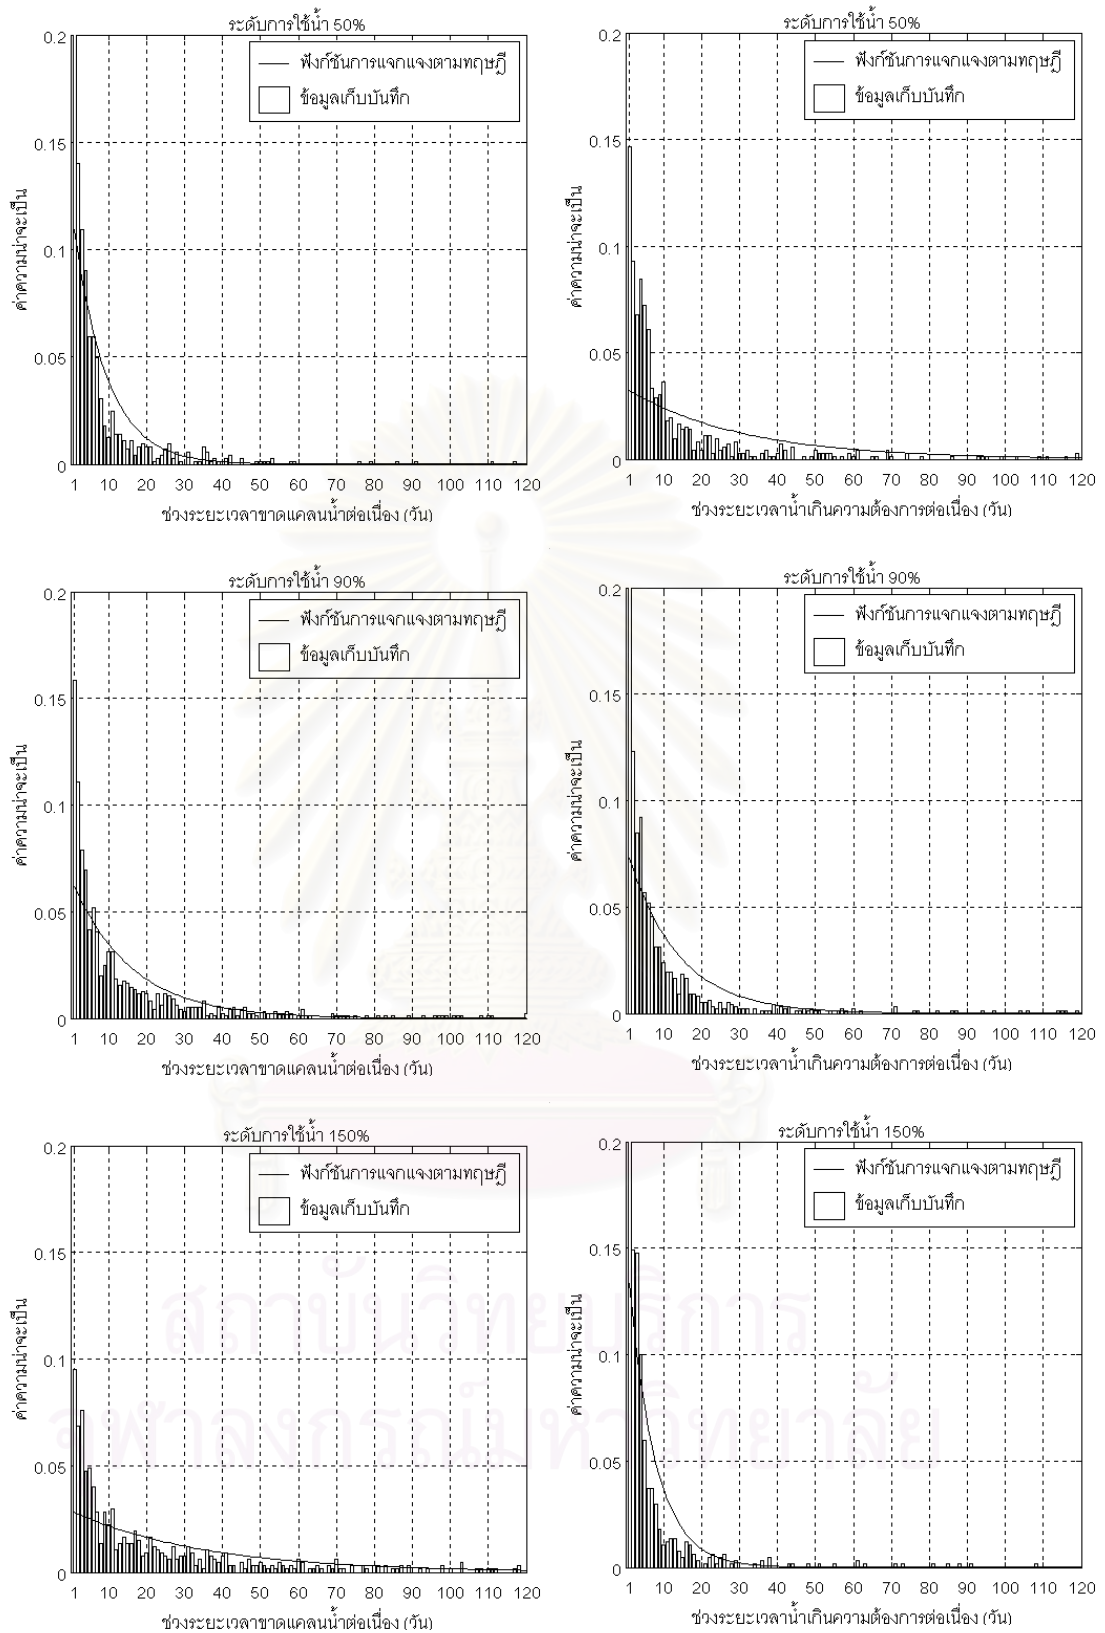 ระดับการใช้น้ำ 50%
0.2
0.15
0.1
0.05
0
ค่าความน่าจะเป็น
ฟังก์ชันการแจกแจงตามทฤษฎี
ข้อมูลเก็บบันทึก
1 10 20 30 40 50 60 70 80 90 100 110 120
ช่วงระยะเวลาขาดแคลนน้ำต่อเนื่อง (วัน)
ระดับการใช้น้ำ 50%
0.2
0.15
0.1
0.05
0
ค่าความน่าจะเป็น
ฟังก์ชันการแจกแจงตามทฤษฎี
ข้อมูลเก็บบันทึก
1 10 20 30 40 50 60 70 80 90 100 110 120
ช่วงระยะเวลาน้ำเกินความต้องการต่อเนื่อง (วัน)
ระดับการใช้น้ำ 90%
0.2
0.15
0.1
0.05
0
ค่าความน่าจะเป็น
ฟังก์ชันการแจกแจงตามทฤษฎี
ข้อมูลเก็บบันทึก
1 10 20 30 40 50 60 70 80 90 100 110 120
ช่วงระยะเวลาขาดแคลนน้ำต่อเนื่อง (วัน)
ระดับการใช้น้ำ 90%
0.2
0.15
0.1
0.05
0
ค่าความน่าจะเป็น
ฟังก์ชันการแจกแจงตามทฤษฎี
ข้อมูลเก็บบันทึก
1 10 20 30 40 50 60 70 80 90 100 110 120
ช่วงระยะเวลาน้ำเกินความต้องการต่อเนื่อง (วัน)
ระดับการใช้น้ำ 150%
0.2
0.15
0.1
0.05
0
ค่าความน่าจะเป็น
ฟังก์ชันการแจกแจงตามทฤษฎี
ข้อมูลเก็บบันทึก
1 10 20 30 40 50 60 70 80 90 100 110 120
ช่วงระยะเวลาขาดแคลนน้ำต่อเนื่อง (วัน)
ระดับการใช้น้ำ 150%
0.2
0.15
0.1
0.05
0
ค่าความน่าจะเป็น
ฟังก์ชันการแจกแจงตามทฤษฎี
ข้อมูลเก็บบันทึก
1 10 20 30 40 50 60 70 80 90 100 110 120
ช่วงระยะเวลาน้ำเกินความต้องการต่อเนื่อง (วัน)
สถาบันวิทยบริการ
จุฬาลงกรณ์มหาวิทยาลัย